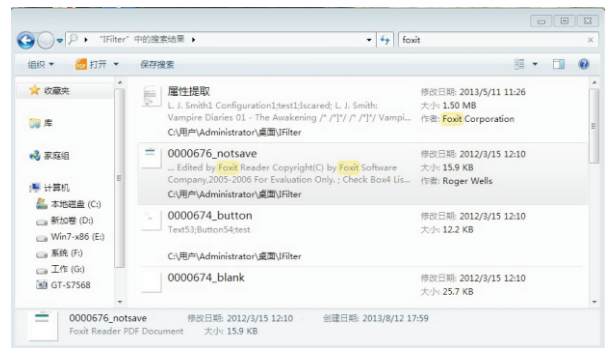 "IFilter" 中的搜索结果
foxit
组织
打开
保存搜索
收藏夹
库
家庭组
计算机
本地磁盘 (C:)
新加卷 (D:)
Win7-x86 (E:)
系统 (F:)
工作 (G:)
GT-S7568
属性提取
L. J. Smith1 Configuration1;test1;Iscared; L. J. Smith:
Vampire Diaries 01 - The Awakening /" /"]"/ /" /"]"/ Vampi...
C:\用户\Administrator\桌面\IFilter
修改日期: 2013/5/11 11:26
大小: 1.50 MB
作者: Foxit Corporation
0000676_notsave
... Edited by Foxit Reader Copyright(C) by Foxit Software
Company,2005-2006 For Evaluation Only. ; Check Box4 Lis...
C:\用户\Administrator\桌面\IFilter
修改日期: 2012/3/15 12:10
大小: 15.9 KB
作者: Roger Wells
0000674_button
Text53;Button54;test
C:\用户\Administrator\桌面\IFilter
修改日期: 2012/3/15 12:10
大小: 12.2 KB
0000674_blank
修改日期: 2012/3/15 12:10
大小: 25.7 KB
0000676_notsave 修改日期: 2012/3/15 12:10 创建日期: 2013/8/12 17:59
Foxit Reader PDF Document 大小: 15.9 KB